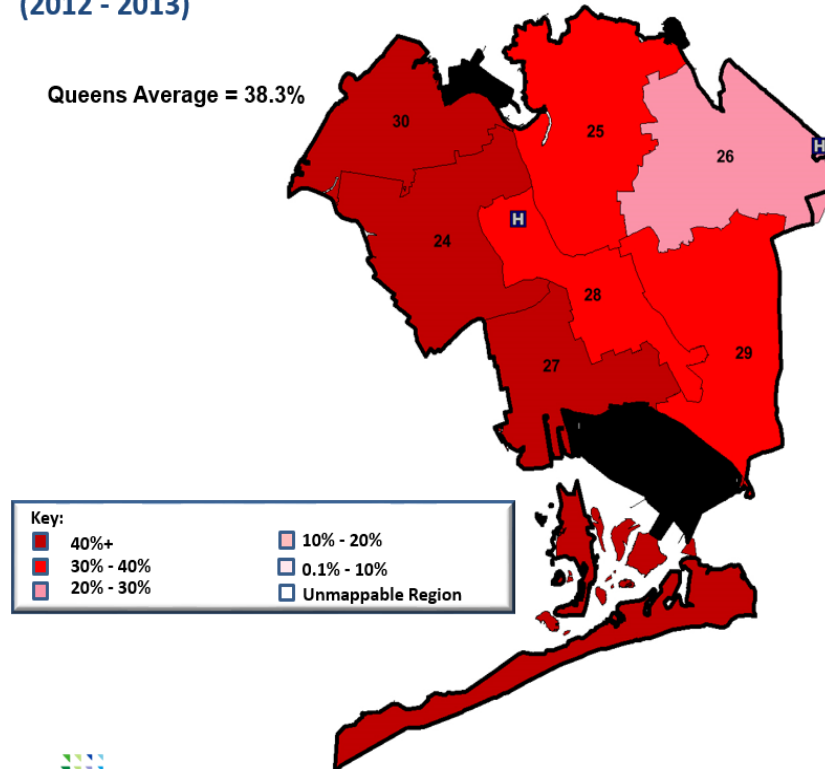 (2012 - 2013)
Queens Average = 38.3%
30
25
26
H
H
24
28
29
27
Key:
40%+
30% - 40%
20% - 30%
10% - 20%
0.1% - 10%
Unmappable Region